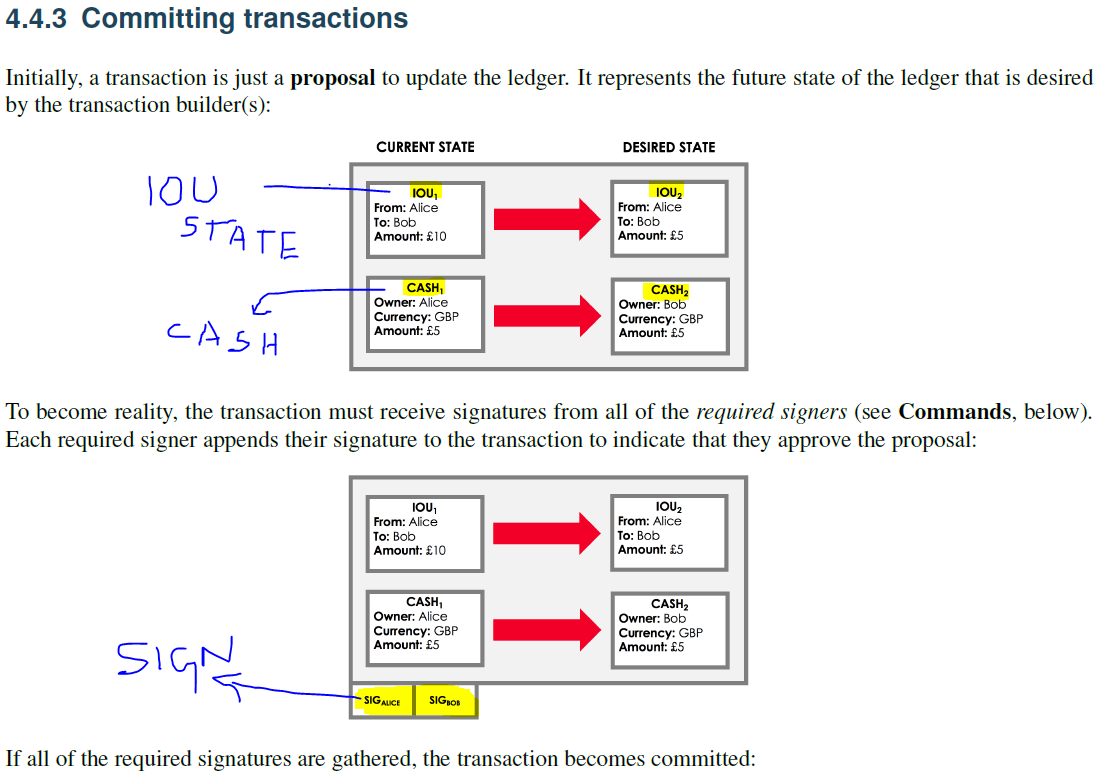 4.4.3 Committing transactions
Initially, a transaction is just a proposal to update the ledger. It represents the future state of the ledger that is desired
by the transaction builder(s):
CURRENT STATE
DESIRED STATE
IOU
STATE
IOU₁
From: Alice
To: Bob
Amount: £10
IOU₂
From: Alice
To: Bob
Amount: £5
CASH
CASH₁
Owner: Alice
Currency: GBP
Amount: £5
CASH₂
Owner: Bob
Currency: GBP
Amount: £5
To become reality, the transaction must receive signatures from all of the required signers (see Commands, below).
Each required signer appends their signature to the transaction to indicate that they approve the proposal:
IOU₁
From: Alice
To: Bob
Amount: £10
IOU₂
From: Alice
To: Bob
Amount: £5
CASH₁
Owner: Alice
Currency: GBP
Amount: £5
CASH₂
Owner: Bob
Currency: GBP
Amount: £5
SIGN
SIG ALICE
SIG BOB
If all of the required signatures are gathered, the transaction becomes committed: